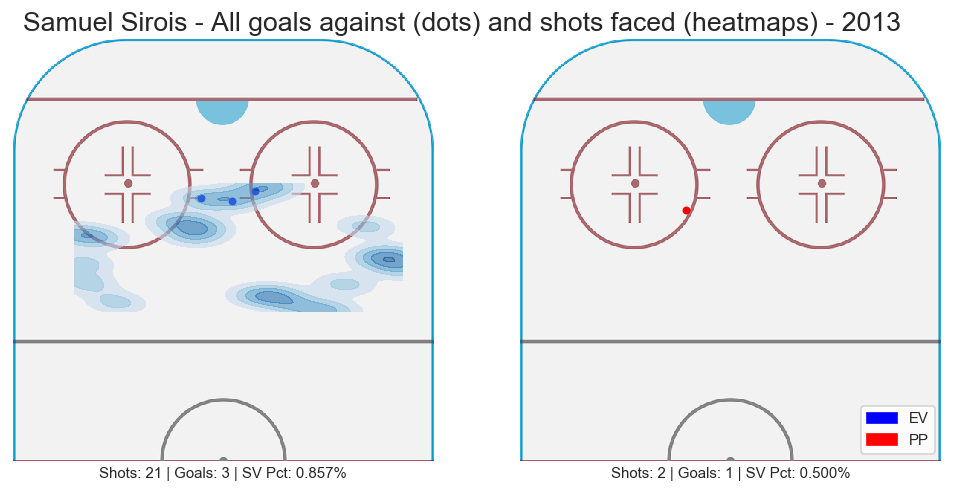 Samuel Sirois - All goals against (dots) and shots faced (heatmaps) - 2013
EV
PP
Shots: 21 | Goals: 3 | SV Pct: 0.857%
Shots: 2 | Goals: 1 | SV Pct: 0.500%